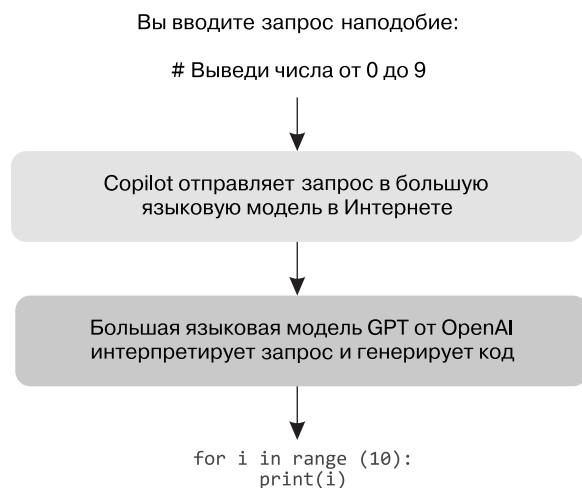 Вы вводите запрос наподобие:
# Выведи числа от 0 до 9
Copilot отправляет запрос в большую
языковую модель в Интернете
Большая языковая модель GPT от OpenAI
интерпретирует запрос и генерирует код
for i in range (10):
print(i)